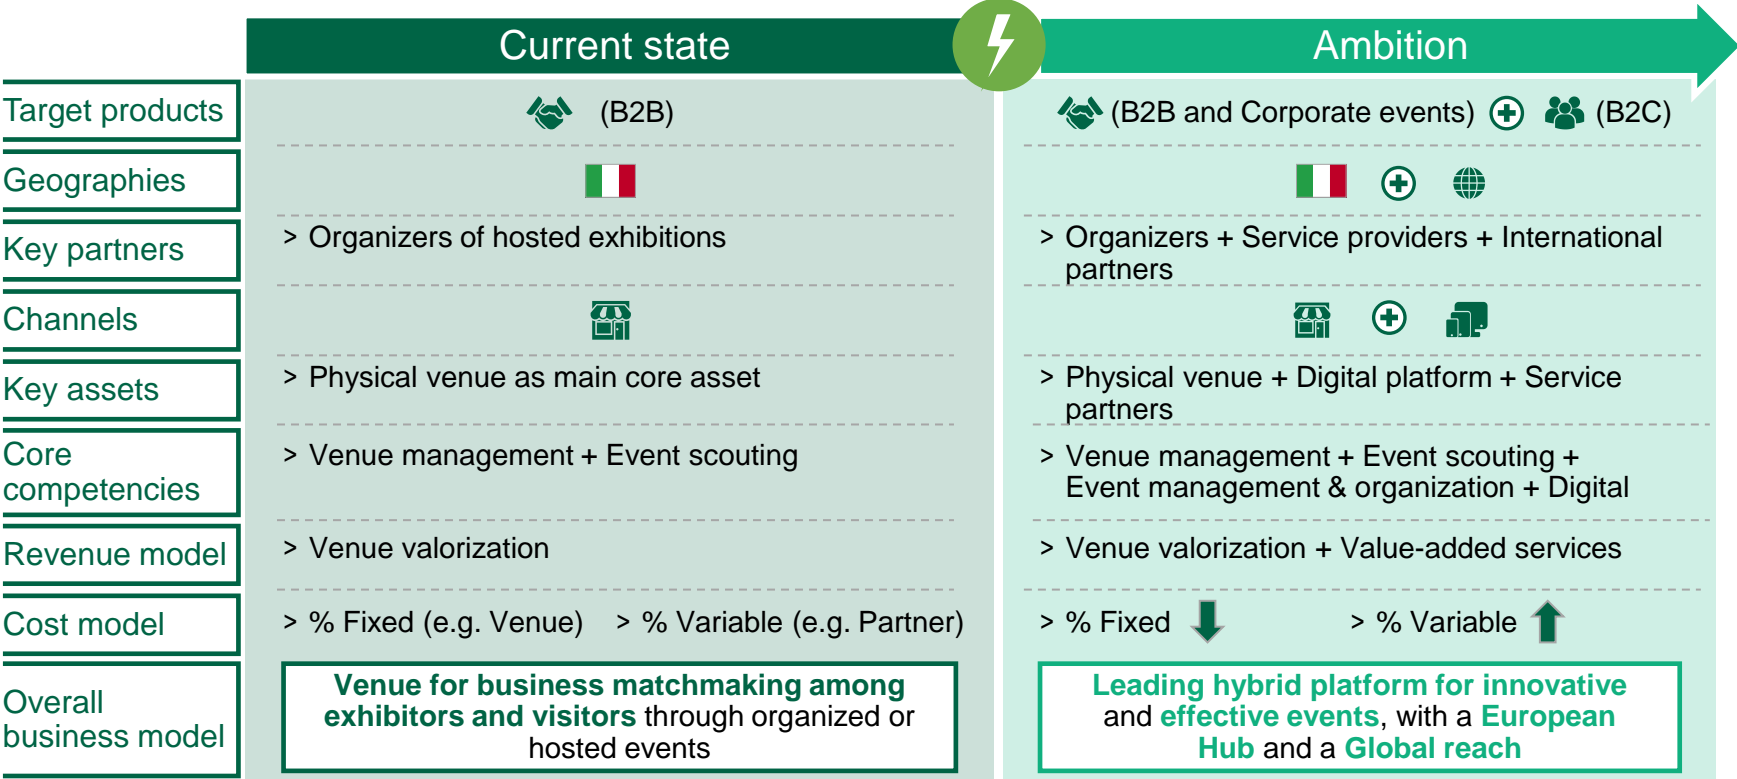 Current state
Ambition
Target products
(B2B)
(B2B and Corporate events)
(B2C)
Geographies
Key partners
> Organizers of hosted exhibitions
> Organizers + Service providers + International
partners
Channels
Key assets
> Physical venue as main core asset
> Physical venue + Digital platform + Service
partners
Core
competencies
> Venue management + Event scouting
> Venue management + Event scouting +
Event management & organization + Digital
Revenue model
> Venue valorization
> Venue valorization + Value-added services
Cost model
> % Fixed (e.g. Venue)
> % Variable (e.g. Partner)
> % Fixed
> % Variable
Overall
business model
Venue for business matchmaking among
exhibitors and visitors through organized or
hosted events
Leading hybrid platform for innovative
and effective events, with a European
Hub and a Global reach